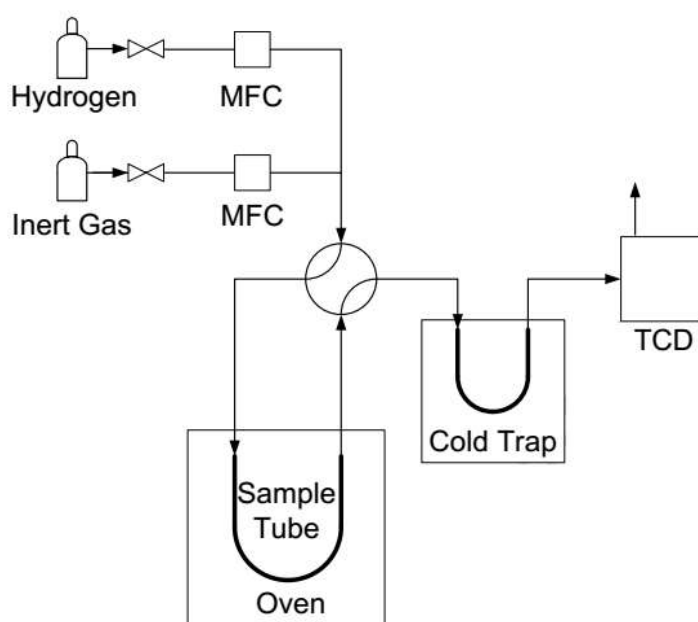 Hydrogen
MFC
Inert Gas
MFC
TCD
Cold Trap
Sample
Tube
Oven